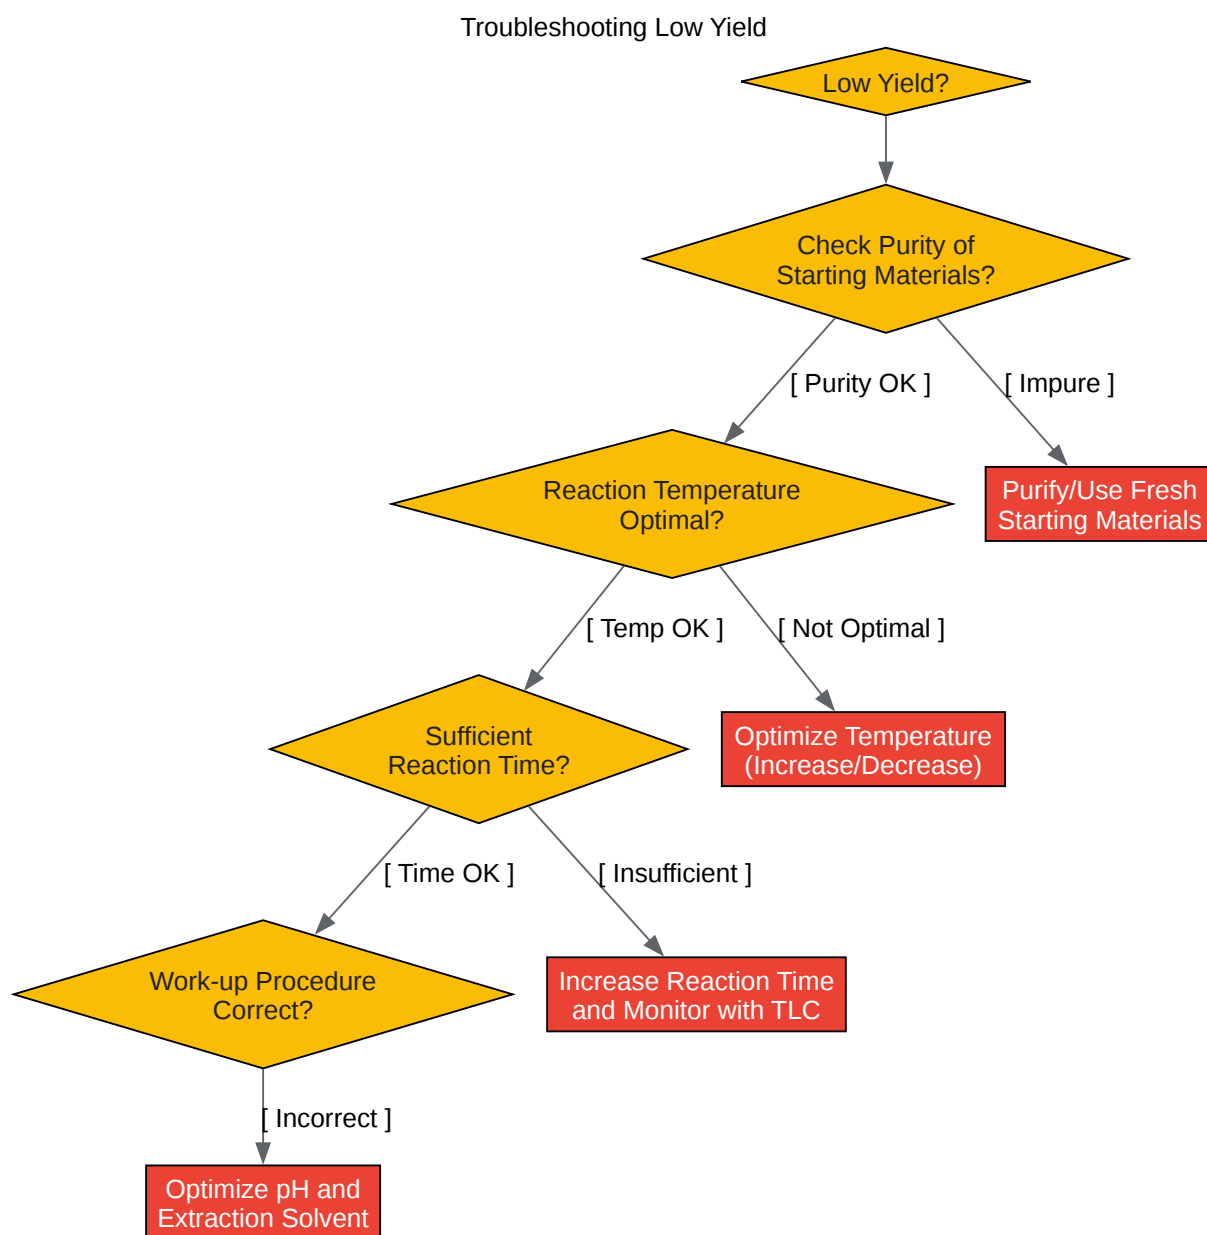 Troubleshooting Low Yield
Low Yield?
Check Purity of
Starting Materials?
[ Purity OK ]
[ Impure ]
Reaction Temperature
Optimal?
Purify/Use Fresh
Starting Materials
[ Temp OK ]
[ Not Optimal ]
Sufficient
Reaction Time?
Optimize Temperature
(Increase/Decrease)
[ Time OK ]
[ Insufficient ]
Work-up Procedure
Correct?
Increase Reaction Time
and Monitor with TLC
[ Incorrect ]
Optimize pH and
Extraction Solvent